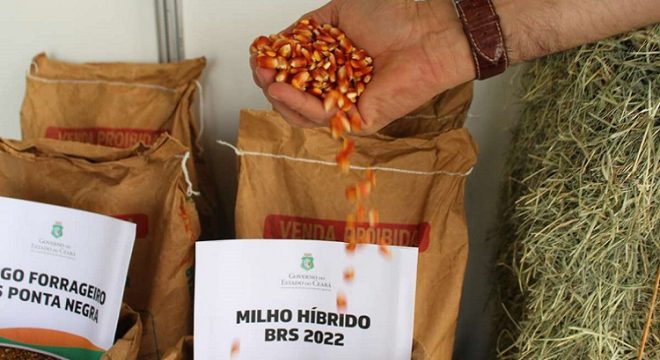 VENDA PROIBIDA
VENDA PROIBIDA
GOVERNO DO
ESTADO DO CEARÁ
GO FORRAGEIRO
S PONTA NEGRA
GOVERNO DO
ESTADO DO CEARÁ
MILHO HÍBRIDO
BRS 2022